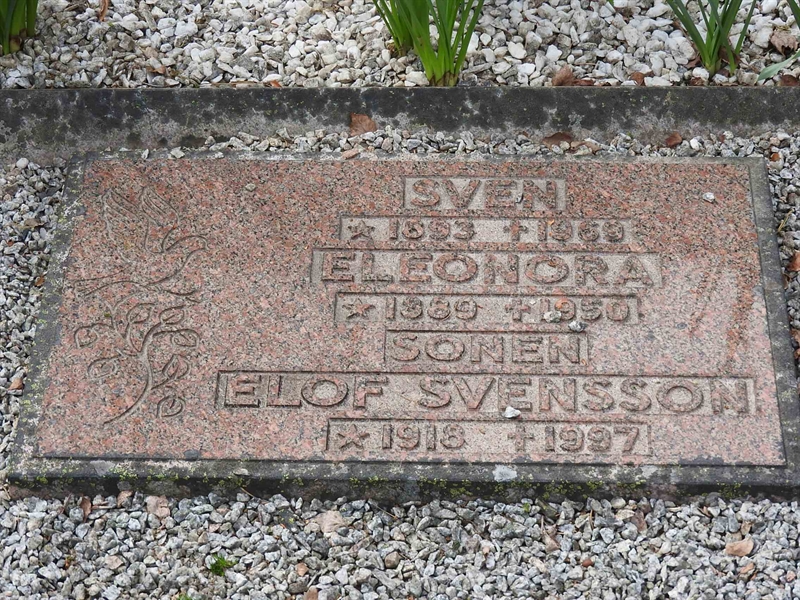 SVEN
★ 1893 ✝ 1969
ELEONORA
★ 1889 ✝ 1950
SONEN
ELOF SVENSSON
★ 1918 ✝ 1997